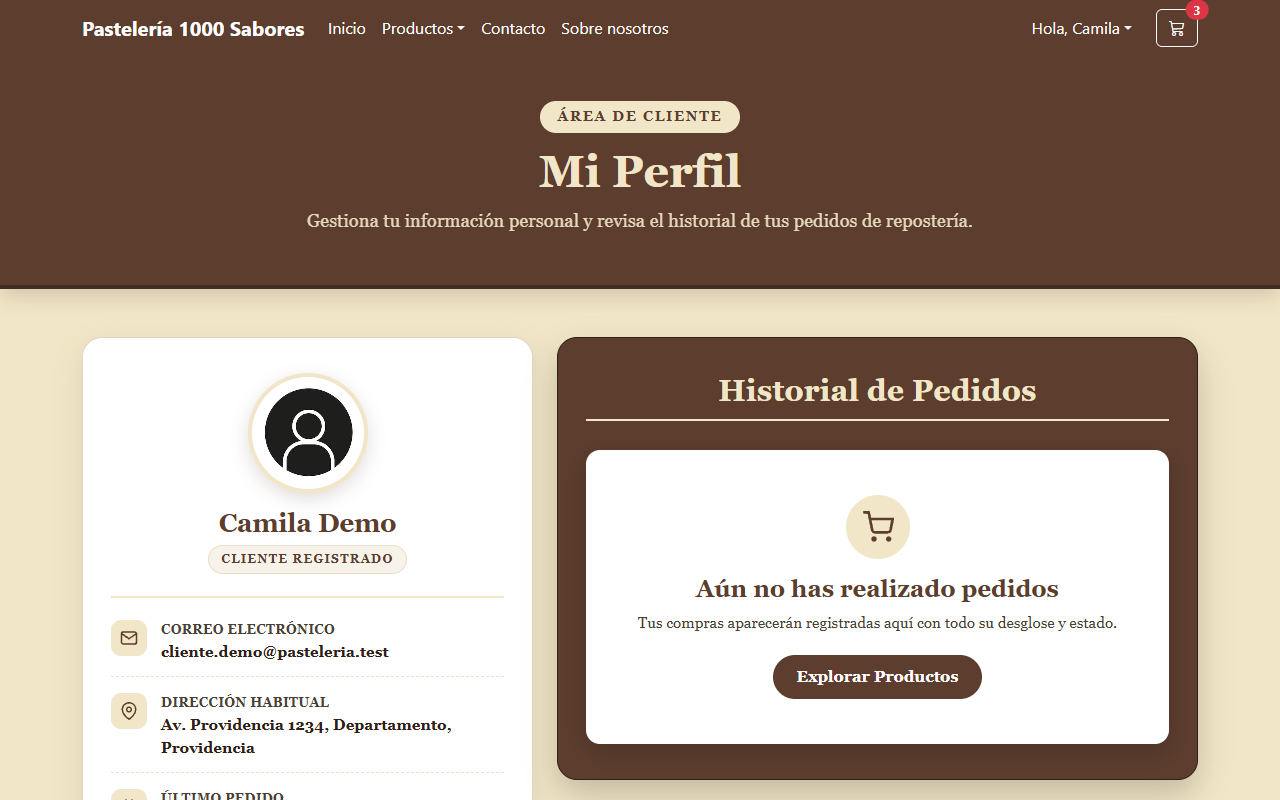 Pastelería 1000 Sabores
Inicio
Productos
Contacto
Sobre nosotros
Hola, Camila
3
ÁREA DE CLIENTE
Mi Perfil
Gestiona tu información personal y revisa el historial de tus pedidos de repostería.
Camila Demo
CLIENTE REGISTRADO
CORREO ELECTRÓNICO
cliente.demo@pasteleria.test
DIRECCIÓN HABITUAL
Av. Providencia 1234, Departamento,
Providencia
ÚLTIMO PEDIDO
Historial de Pedidos
Aún no has realizado pedidos
Tus compras aparecerán registradas aquí con todo su desglose y estado.
Explorar Productos